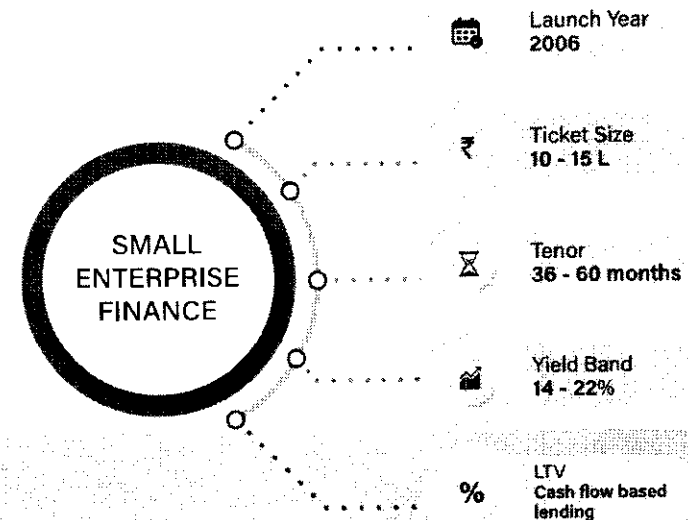 SMALL
ENTERPRISE
FINANCE
Launch Year
2006
₹
Ticket Size
10 - 15 L
Tenor
36 - 60 months
Yield Band
14 - 22%
%
LTV
Cash flow based
lending